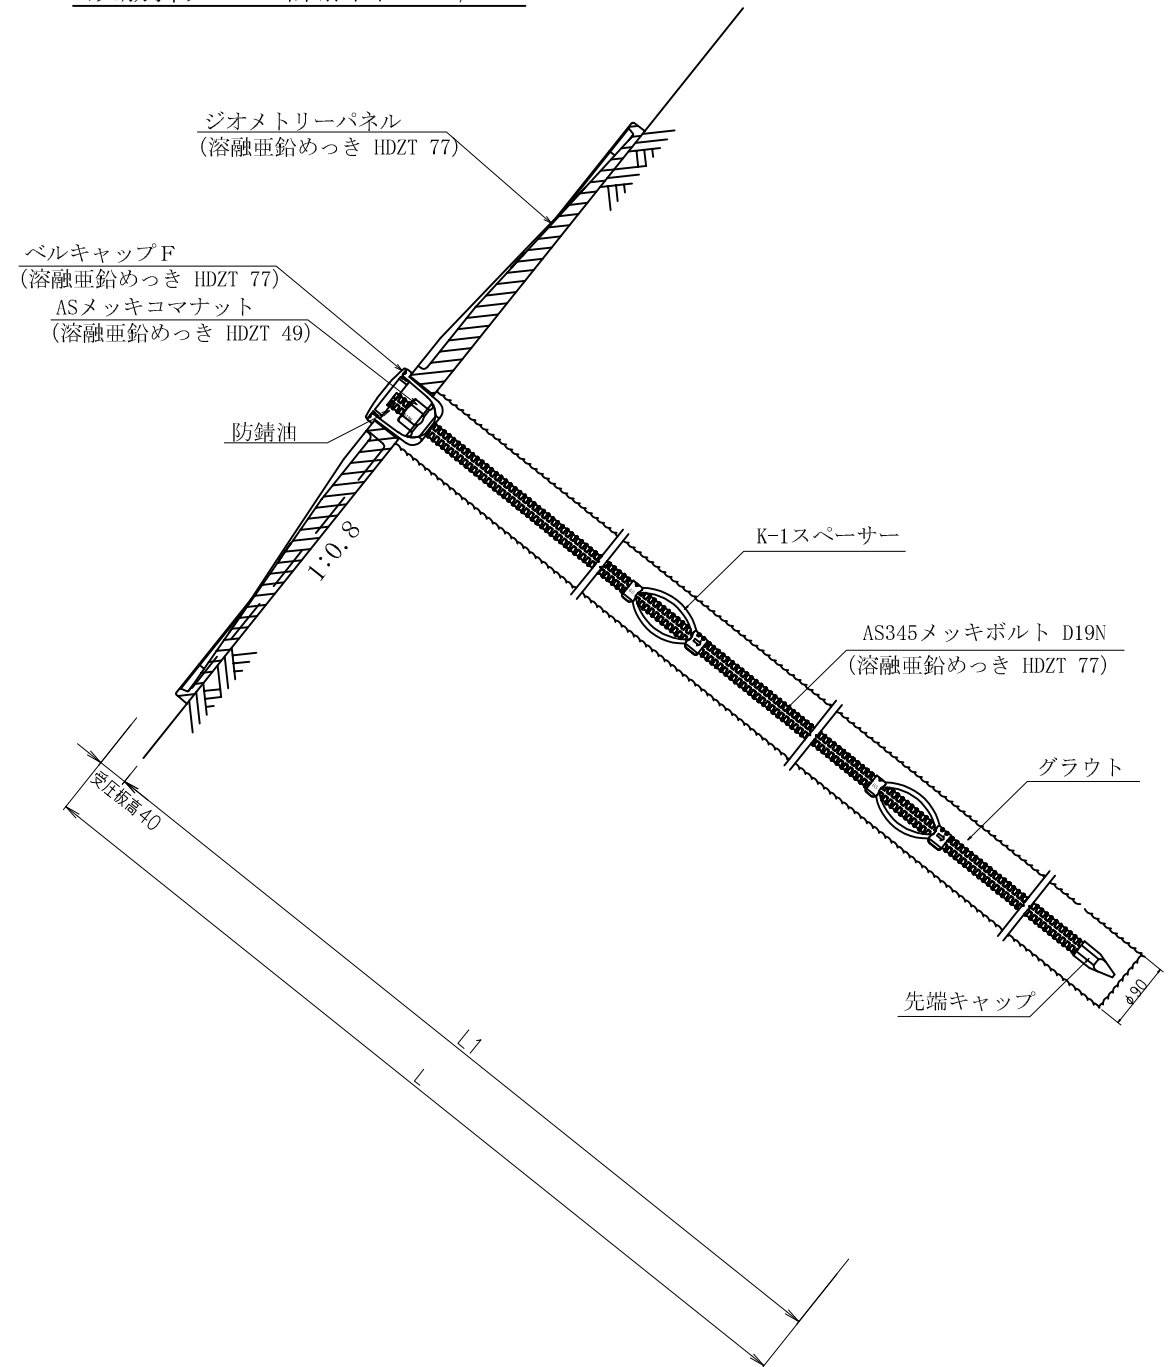 ジオメトリーパネル
(溶融亜鉛めっき HDZT 77)
ベルキャップF
(溶融亜鉛めっき HDZT 77)
ASメッキコマナット
(溶融亜鉛めっき HDZT 49)
防錆油
1:0.8
K-1スペーサー
AS345メッキボルト D19N
(溶融亜鉛めっき HDZT 77)
グラウト
受圧板高40
先端キャップ
φ90
L1
L